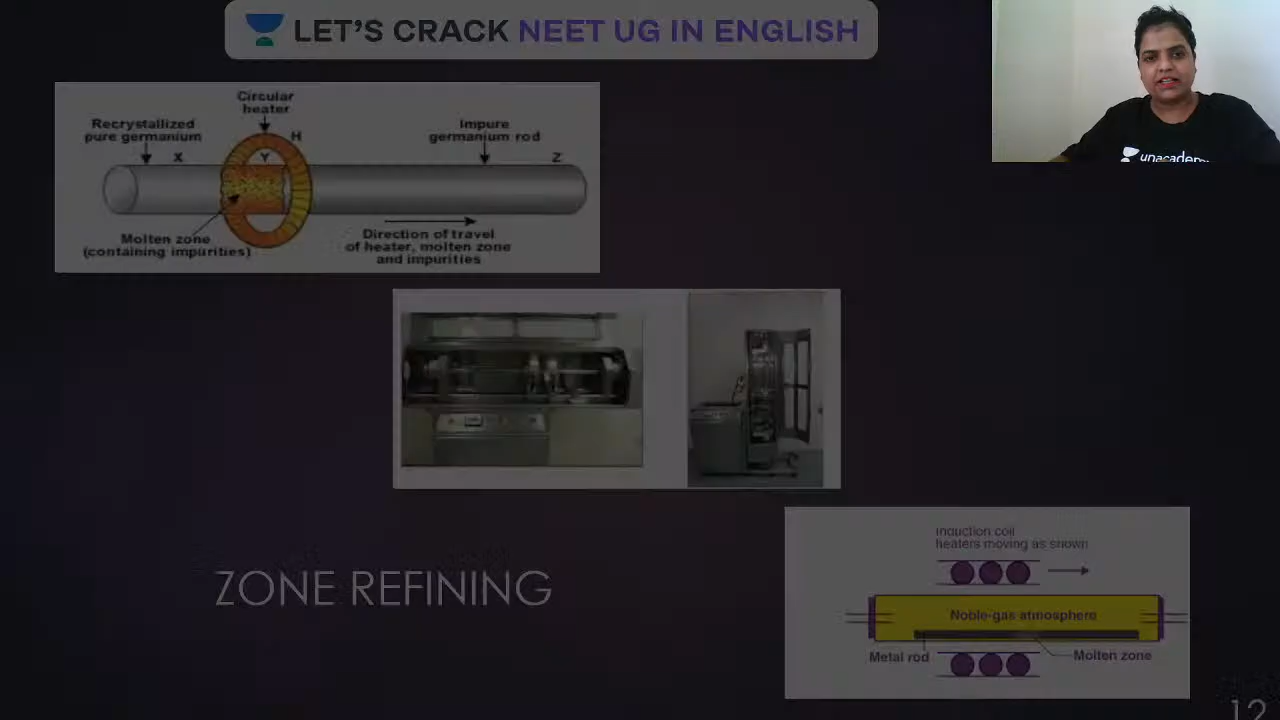 LET'S CRACK NEET UG IN ENGLISH
unacademy
Circular
heater
Recrystallized
pure germanium
H
Impure
germanium rod
X
Y
Z
Molten zone
(containing impurities)
Direction of travel
of heater, molten zone
and impurities
Induction coil
heaters moving as shown
Noble-gas atmosphere
Metal rod
Molten zone
ZONE REFINING
12